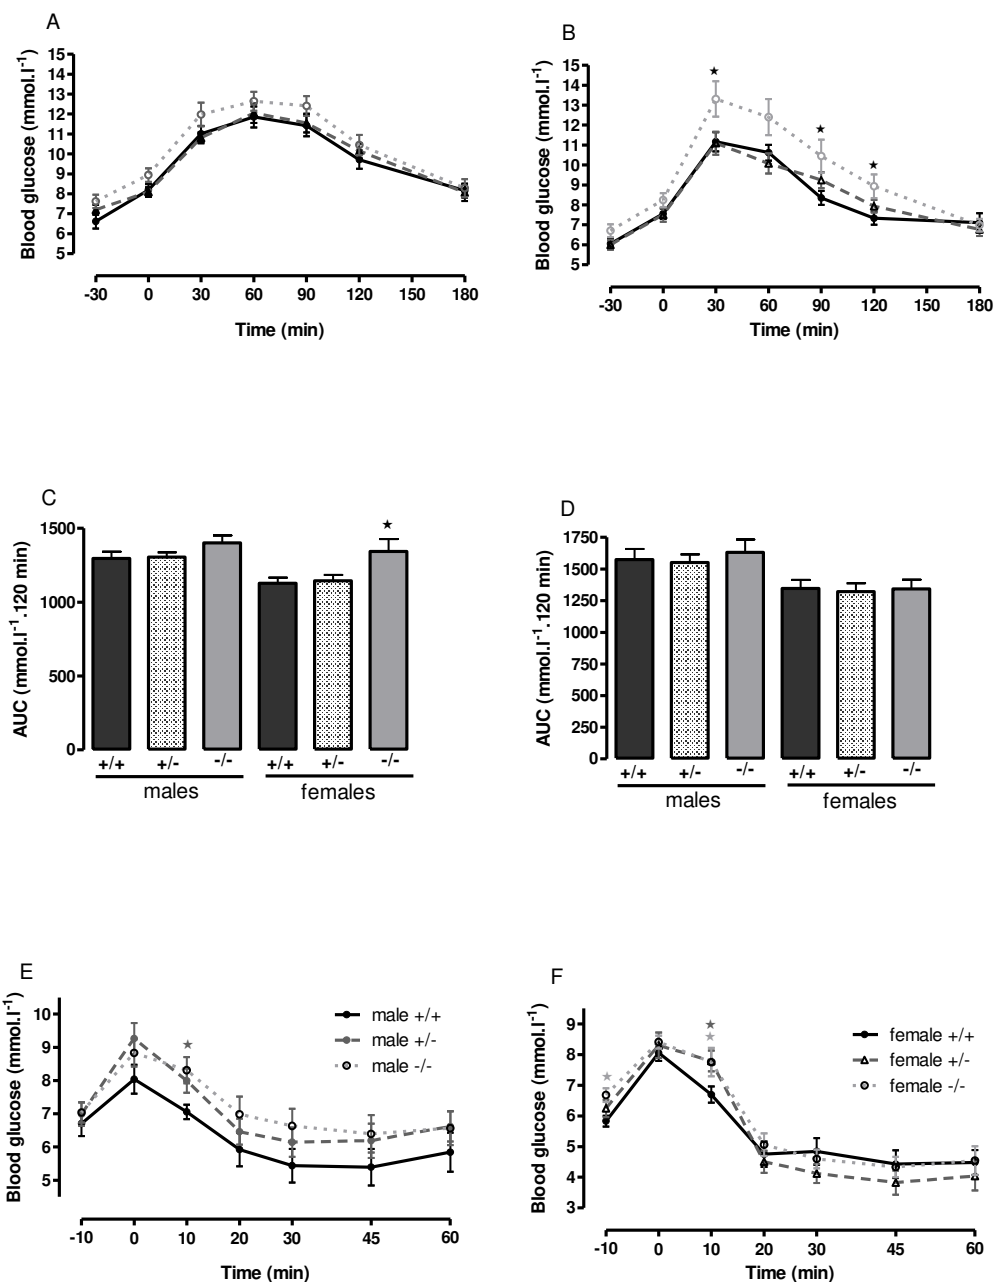 A
Blood glucose (mmol.l⁻¹)
15
14
13
12
11
10
9
8
7
6
5
-30 0 30 60 90 120 150 180
Time (min)
B
Blood glucose (mmol.l⁻¹)
15
14
13
12
11
10
9
8
7
6
5
★ ★ ★
-30 0 30 60 90 120 150 180
Time (min)
C
AUC (mmol.l⁻¹.120 min)
1500
1000
500
0
★
+/+ +/- -/- +/+ +/- -/-
males females
D
AUC (mmol.l⁻¹.120 min)
1750
1500
1250
1000
750
500
250
0
+/+ +/- -/- +/+ +/- -/-
males females
E
Blood glucose (mmol.l⁻¹)
10
9
8
7
6
5
★
male +/+
male +/-
male -/-
-10 0 10 20 30 45 60
Time (min)
F
Blood glucose (mmol.l⁻¹)
9
8
7
6
5
4
3
★
★
★
female +/+
female +/-
female -/-
-10 0 10 20 30 45 60
Time (min)